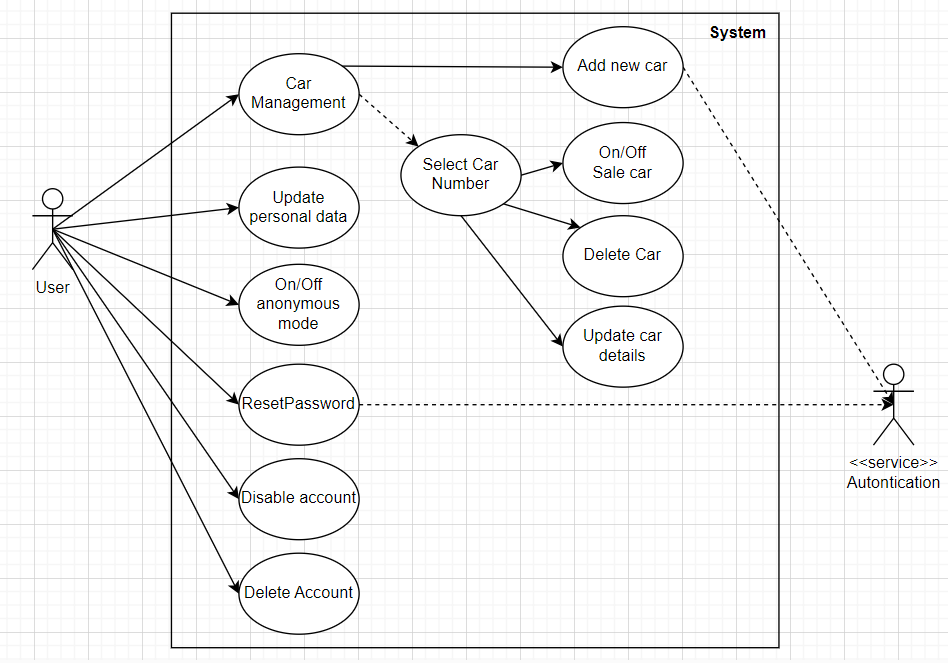 System
Car
Management
Add new car
Select Car
Number
On/Off
Sale car
Update
personal data
Delete Car
User
On/Off
anonymous
mode
Update car
details
ResetPassword
<<service>>
Autontication
Disable account
Delete Account